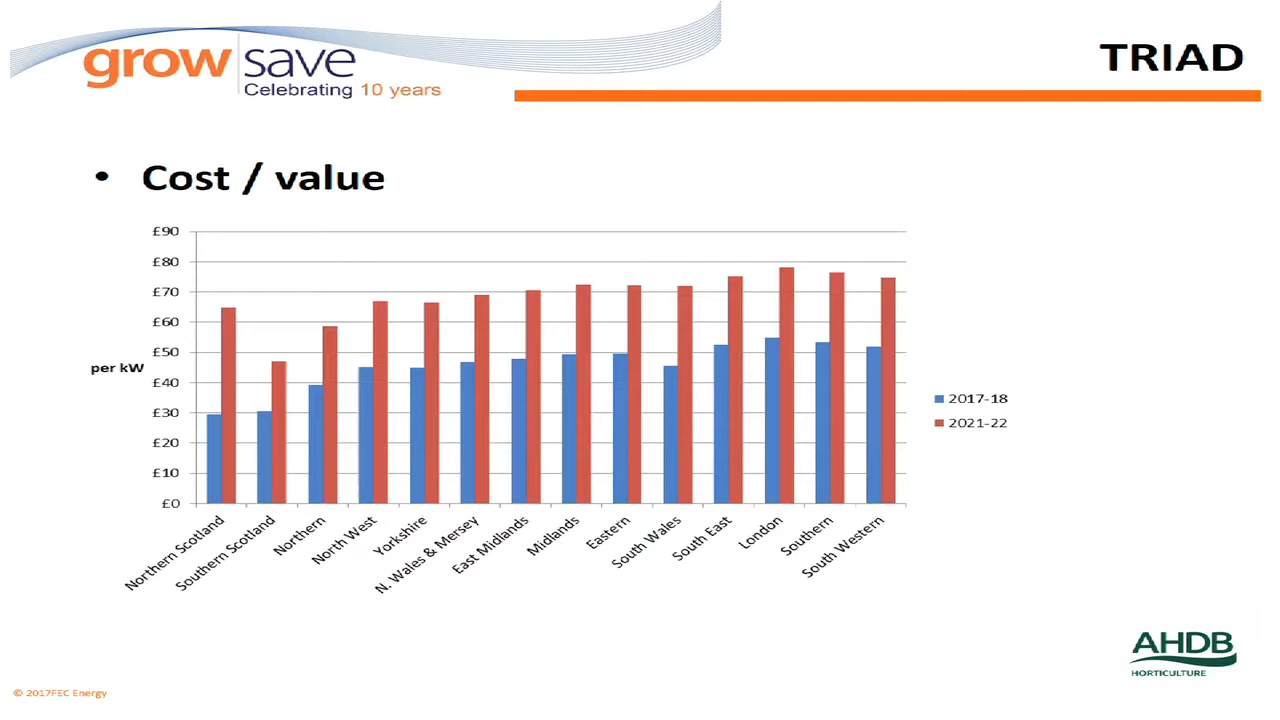 grow save
Celebrating 10 years
TRIAD
• Cost / value
£90
£80
£70
£60
£50
per kW
£40
£30
£20
£10
£0
2017-18
2021-22
Northern Scotland
Southern Scotland
Northern
North West
Yorkshire
N. Wales & Mersey
East Midlands
Midlands
Eastern
South Wales
South East
London
Southern
South Western
AHDB
HORTICULTURE
© 2017FEC Energy